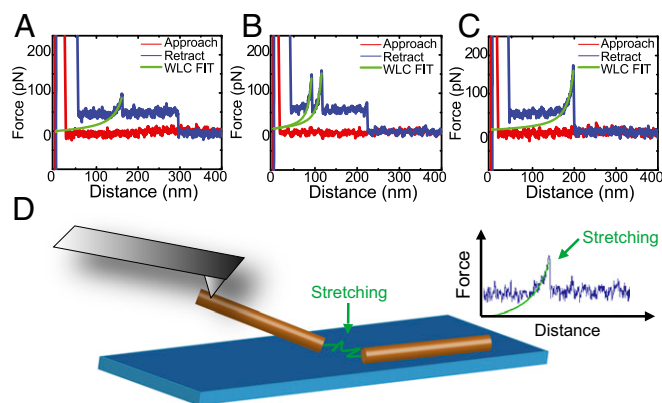 A
200
100
0
Force (pN)
Approach
Retract
WLC FIT
0 100 200 300 400
Distance (nm)
B
200
100
0
Force (pN)
Approach
Retract
WLC FIT
0 100 200 300 400
Distance (nm)
C
200
100
0
Force (pN)
Approach
Retract
WLC FIT
0 100 200 300 400
Distance (nm)
D
Stretching
Stretching
Force
Distance